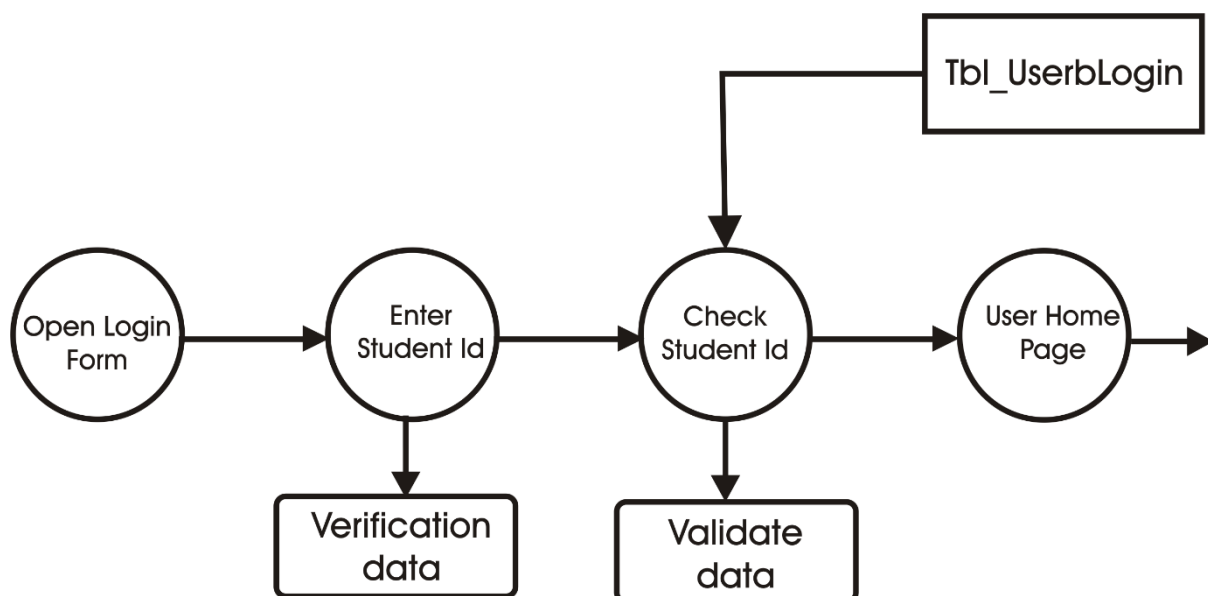 Tbl_UserbLogin
Open Login
Form
Enter
Student Id
Check
Student Id
User Home
Page
Verification
data
Validate
data